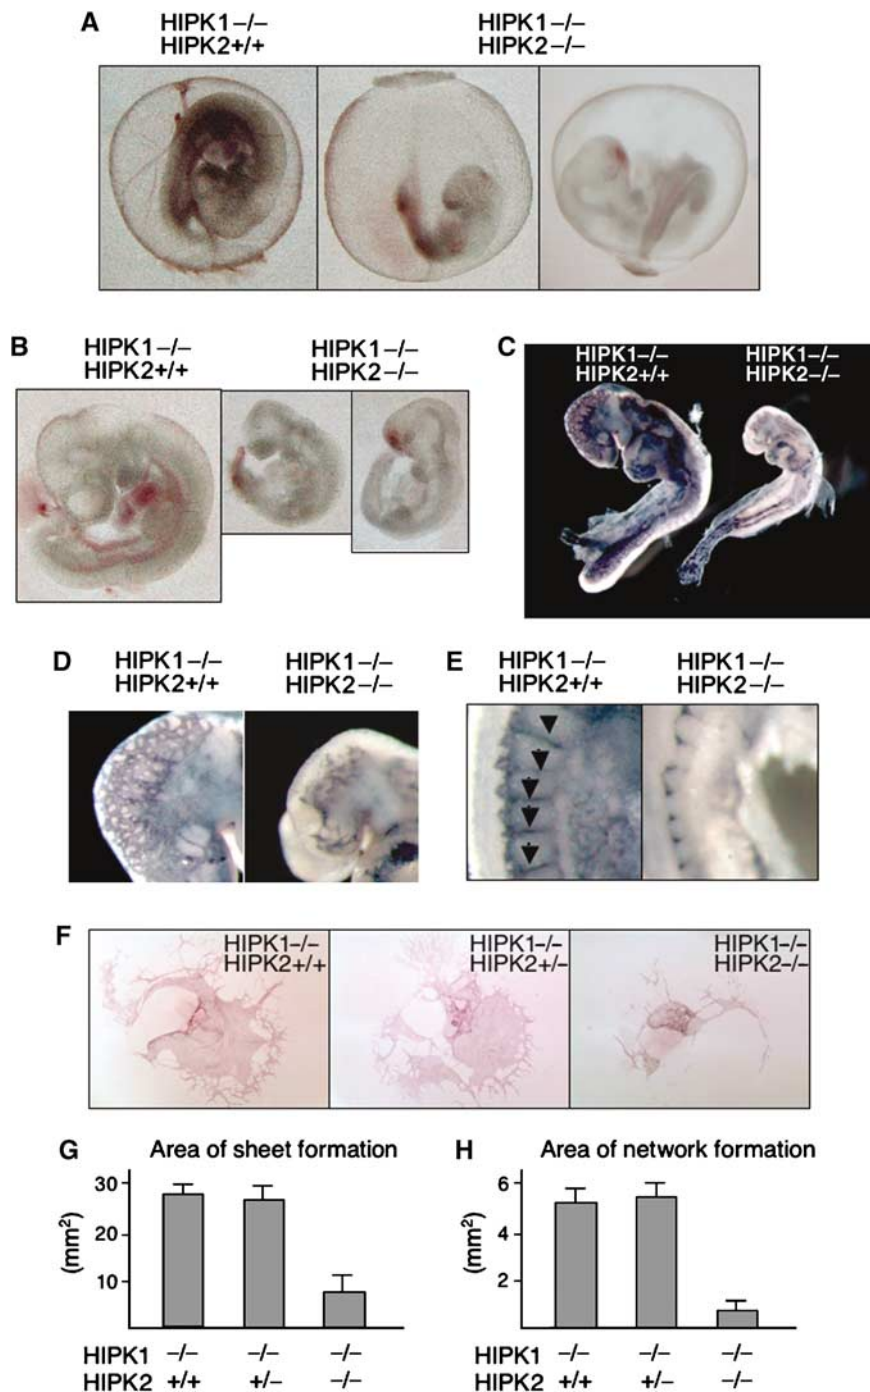 A
HIPK1–/–
HIPK2+/+
HIPK1–/–
HIPK2–/–
B
HIPK1–/–
HIPK2+/+
HIPK1–/–
HIPK2–/–
C
HIPK1–/–
HIPK2+/+
HIPK1–/–
HIPK2–/–
D
HIPK1–/–
HIPK2+/+
HIPK1–/–
HIPK2–/–
E
HIPK1–/–
HIPK2+/+
HIPK1–/–
HIPK2–/–
F
HIPK1–/–
HIPK2+/+
HIPK1–/–
HIPK2+/–
HIPK1–/–
HIPK2–/–
G Area of sheet formation
(mm²)
30
20
10
HIPK1 –/– –/– –/–
HIPK2 +/+ +/– –/–
H Area of network formation
(mm²)
6
4
2
HIPK1 –/– –/– –/–
HIPK2 +/+ +/– –/–